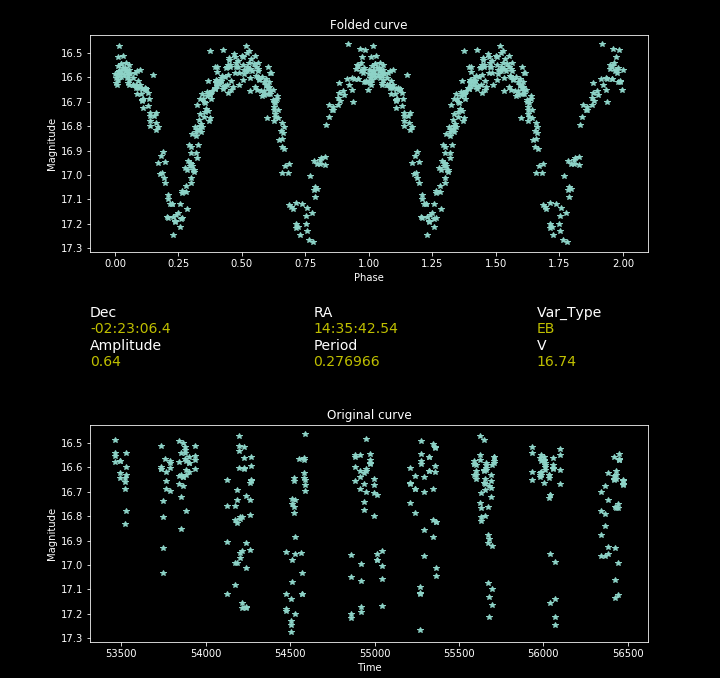 Folded curve
Magnitude
16.5
16.6
16.7
16.8
16.9
17.0
17.1
17.2
17.3
0.00 0.25 0.50 0.75 1.00 1.25 1.50 1.75 2.00
Phase
Dec RA Var_Type
-02:23:06.4 14:35:42.54 EB
Amplitude Period V
0.64 0.276966 16.74
Original curve
Magnitude
16.5
16.6
16.7
16.8
16.9
17.0
17.1
17.2
17.3
53500 54000 54500 55000 55500 56000 56500
Time